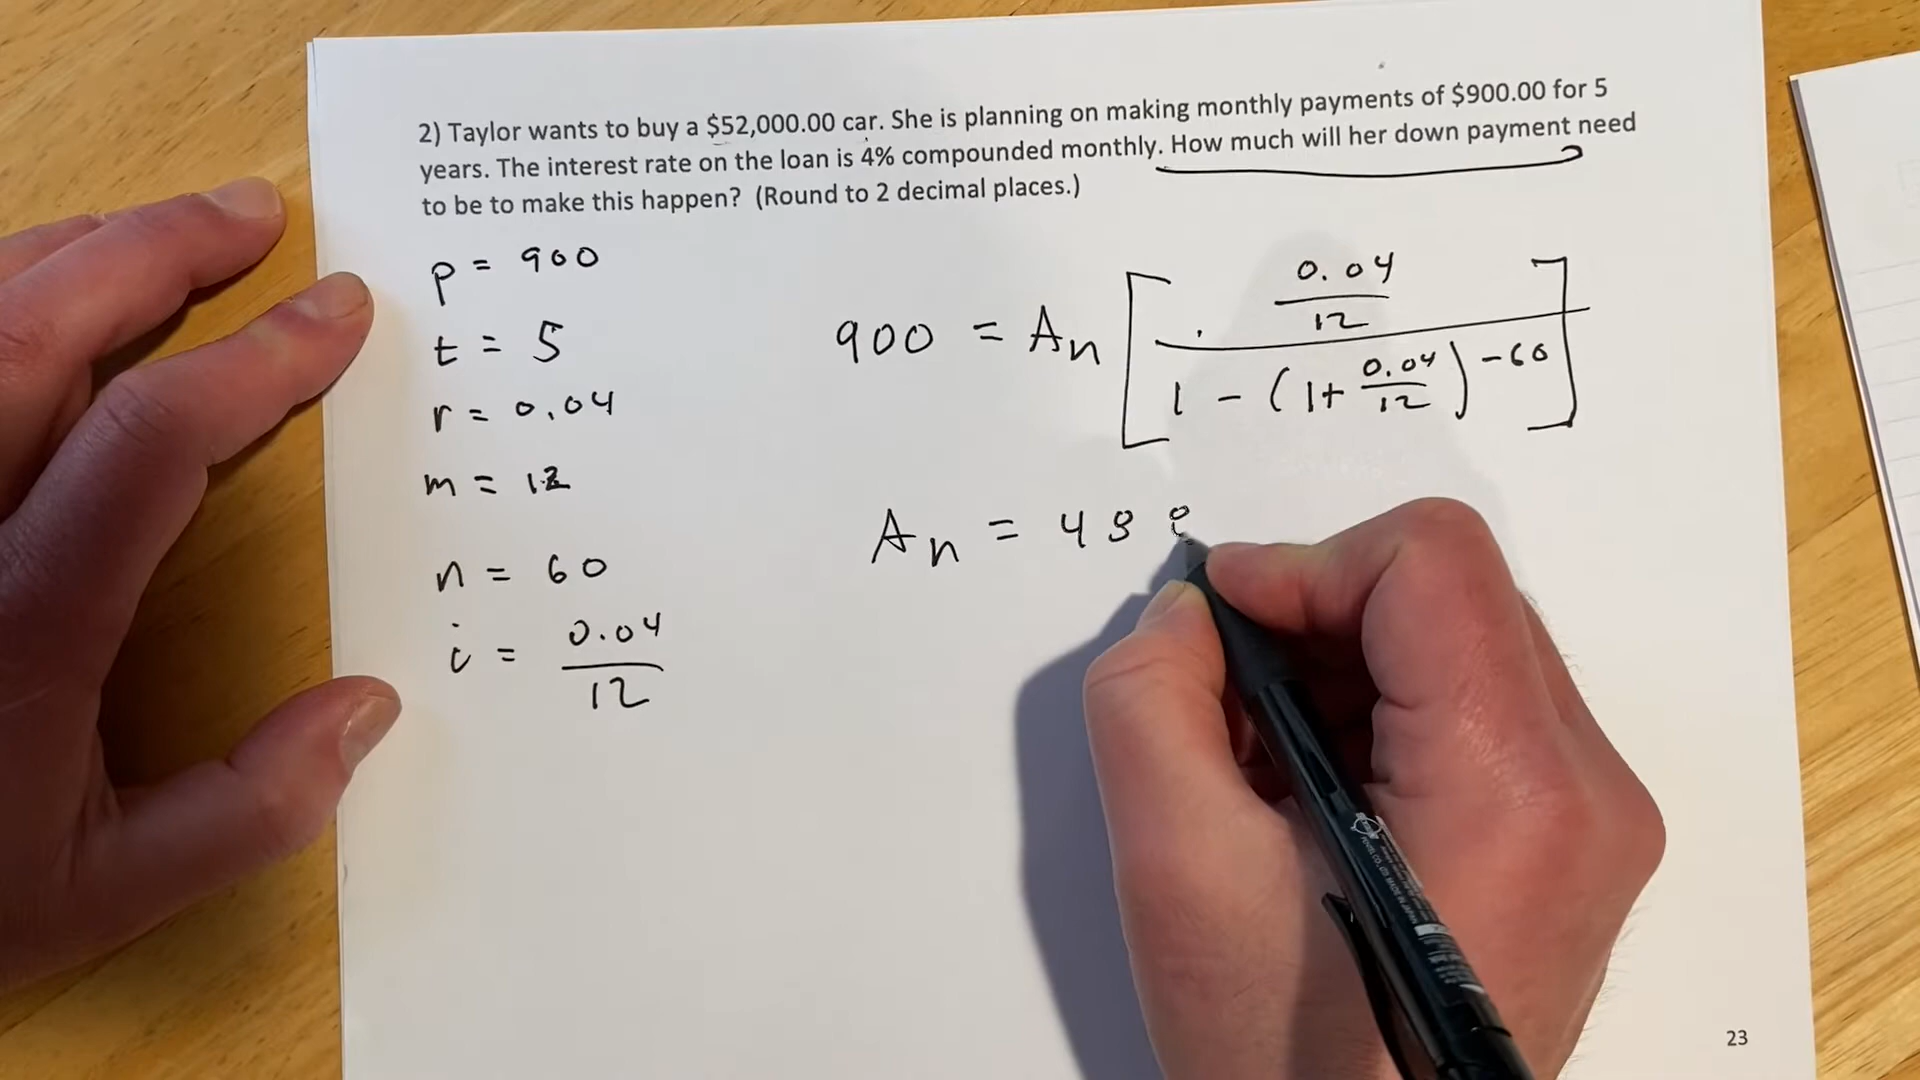 2) Taylor wants to buy a $52,000.00 car. She is planning on making monthly payments of $900.00 for 5
years. The interest rate on the loan is 4% compounded monthly. How much will her down payment need
to be to make this happen? (Round to 2 decimal places.)
p = 900
t = 5
r = 0.04
m = 12
n = 60
i = 0.04
12
900 = An [ 0.04
12
1 - (1 + 0.04
12 ) -60 ]
An = 48
23